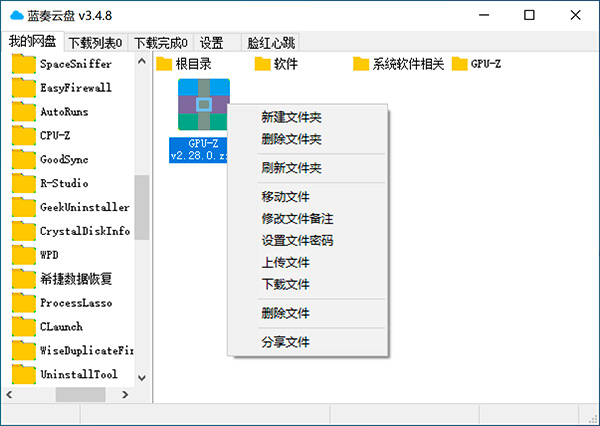 蓝奏云盘 v3.4.8
我的网盘 下载列表0 下载完成0 设置 脸红心跳
SpaceSniffer
EasyFirewall
AutoRuns
CPU-Z
GoodSync
R-Studio
GeekUninstaller
CrystalDiskInfo
WPD
希捷数据恢复
ProcessLasso
CLaunch
WiseDuplicateFi
UninstallTool
根目录 软件 系统软件相关 GPU-Z
GPU-Z
v2.28.0.z
新建文件夹
删除文件夹
刷新文件夹
移动文件
修改文件备注
设置文件密码
上传文件
下载文件
删除文件
分享文件